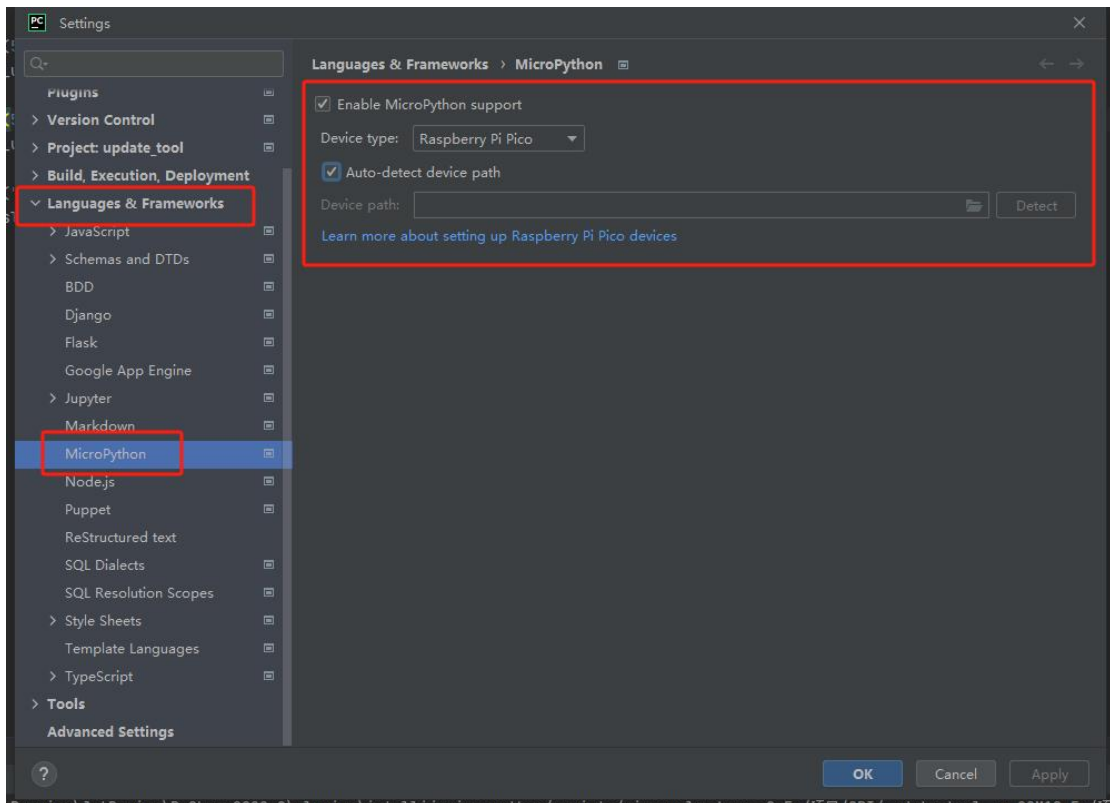 PC Settings
Plugins
Version Control
Project: update_tool
Build, Execution, Deployment
Languages & Frameworks
JavaScript
Schemas and DTDs
BDD
Django
Flask
Google App Engine
Jupyter
Markdown
MicroPython
Node.js
Puppet
ReStructured text
SQL Dialects
SQL Resolution Scopes
Style Sheets
Template Languages
TypeScript
Tools
Advanced Settings
Languages & Frameworks › MicroPython
Enable MicroPython support
Device type: Raspberry Pi Pico
Auto-detect device path
Device path: Detect
Learn more about setting up Raspberry Pi Pico devices
? OK Cancel Apply